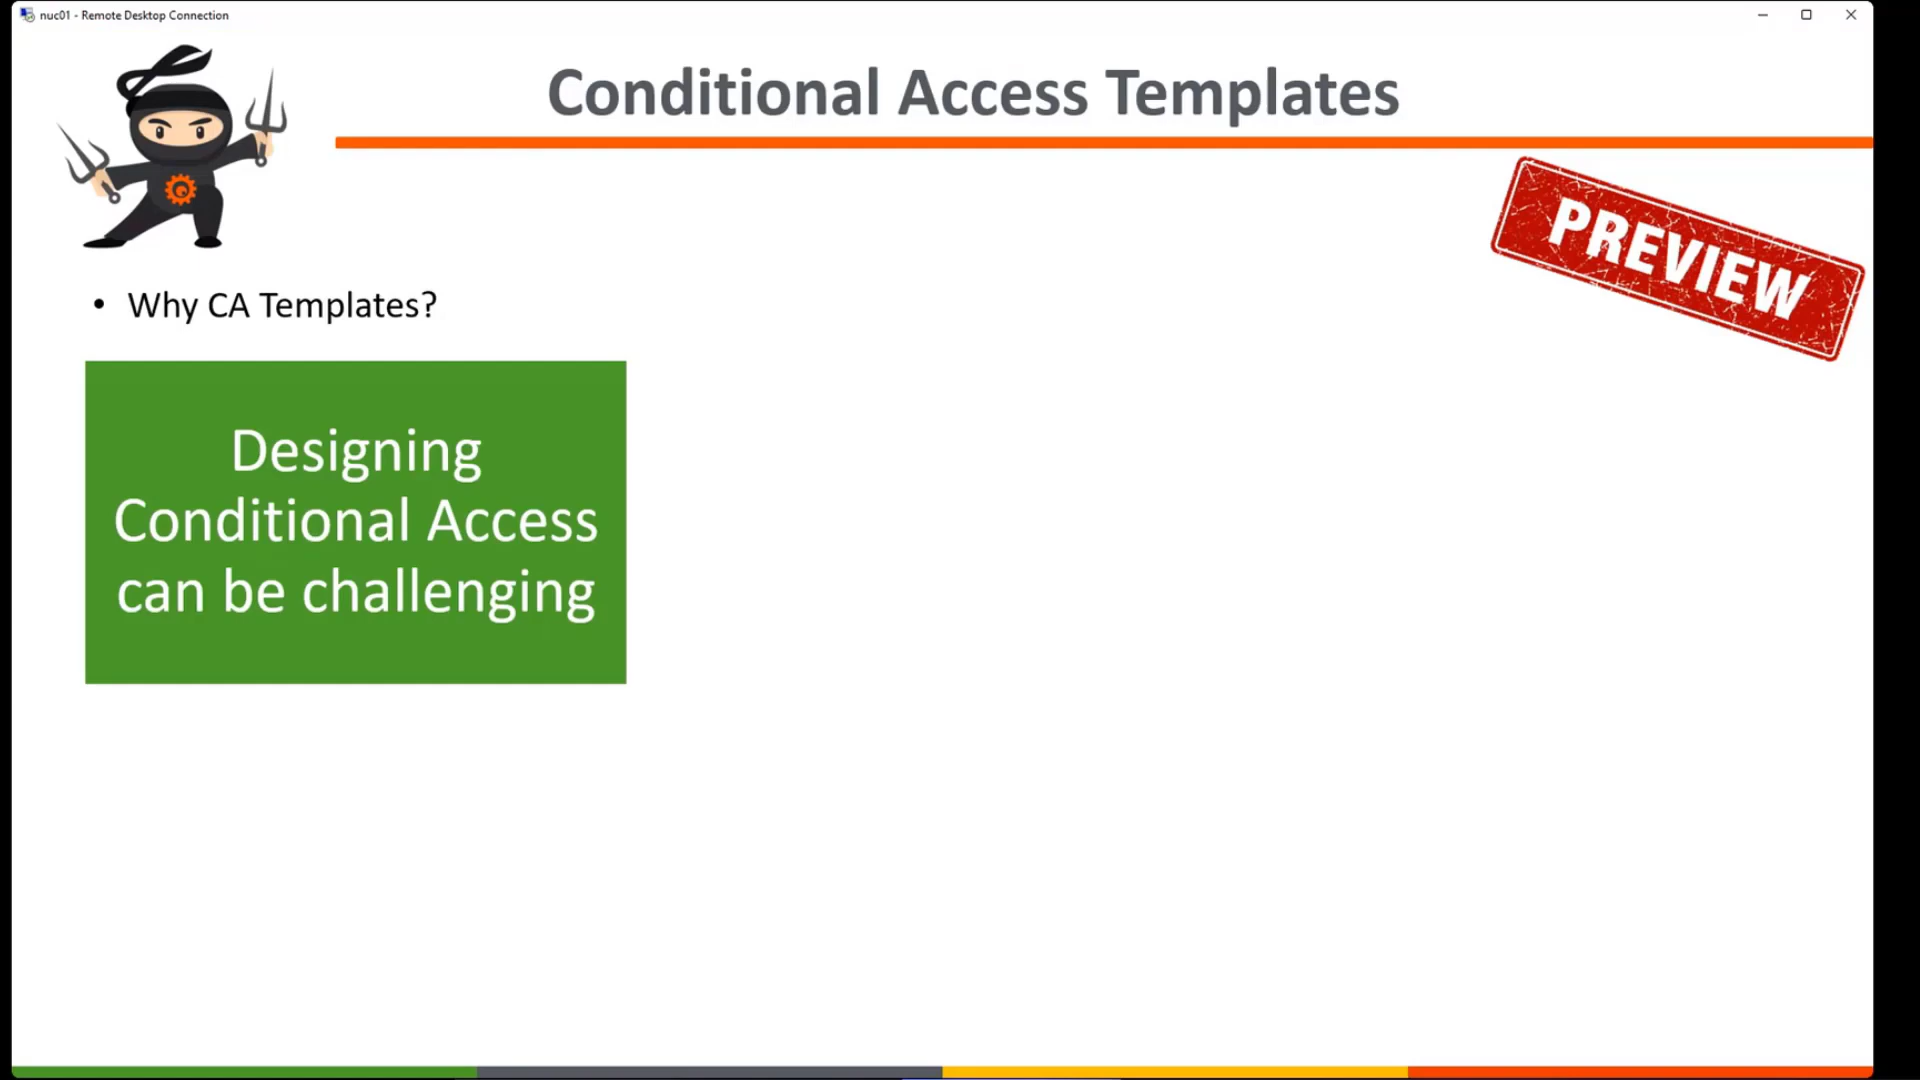 nuc01 - Remote Desktop Connection
Conditional Access Templates
PREVIEW
• Why CA Templates?
Designing
Conditional Access
can be challenging